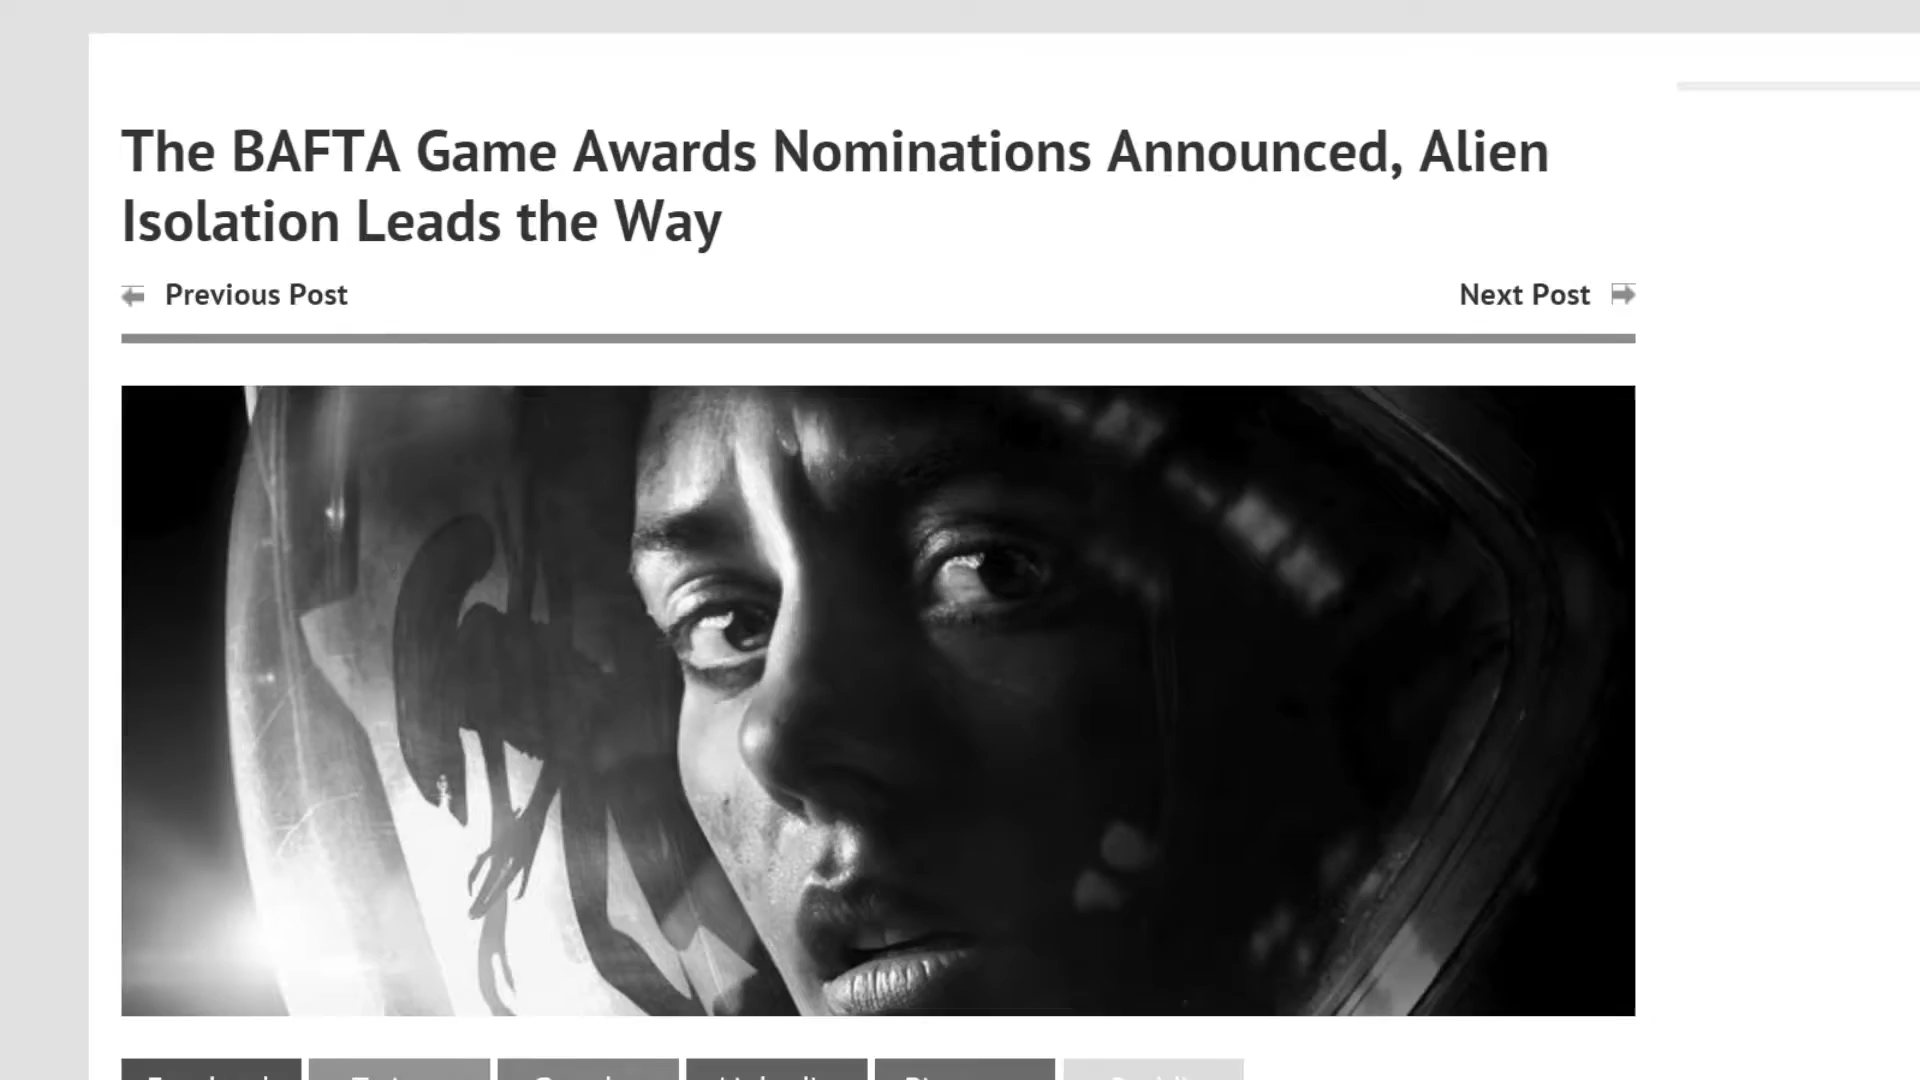 The BAFTA Game Awards Nominations Announced, Alien
Isolation Leads the Way
Previous Post
Next Post